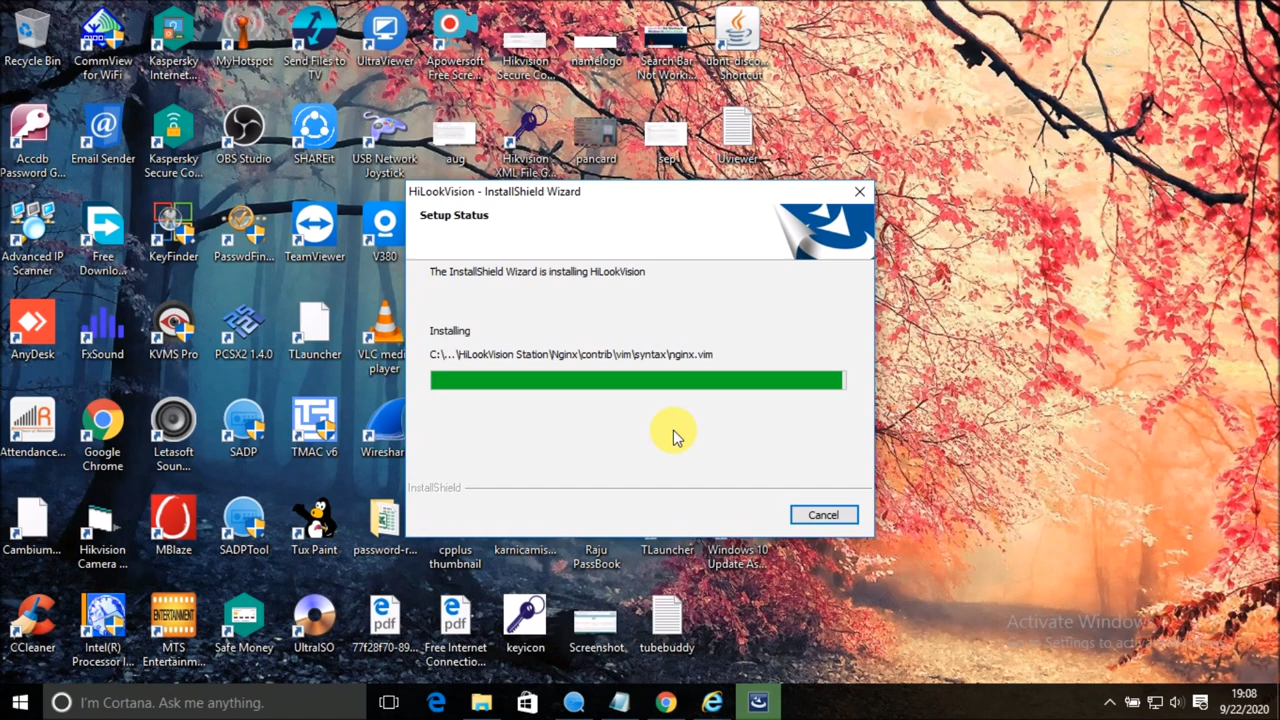 Recycle Bin
CommView
for WiFi
Kaspersky
Internet...
MyHotspot
Send Files to
TV
UltraViewer
Apowersoft
Free Scre...
Hikvision
Secure Co...
namelogo
Search Bar
Not Worki...
ubnt-disco...
- Shortcut
Accdb
Password G...
Email Sender
Kaspersky
Secure Co...
OBS Studio
SHAREit
USB Network
Joystick
aug
Hikvision
XML File G...
pancard
sep
Uviewer
Advanced IP
Scanner
Free
Downlo...
KeyFinder
PasswdFin...
TeamViewer
V380
AnyDesk
FxSound
KVMS Pro
PCSX2 1.4.0
TLauncher
VLC medi
player
Attendance...
Google
Chrome
Letasoft
Soun...
SADP
TMAC v6
Wireshar
Cambium...
Hikvision
Camera ...
MBlaze
SADPTool
Tux Paint
password-r...
cpplus
thumbnail
karnicamis...
Raju
PassBook
TLauncher
Windows 10
Update As...
CCleaner
Intel(R)
Processor I...
ENTERTAINMENT
MTS
Entertainm...
Safe Money
UltraISO
pdf
77f28f70-89...
pdf
Free Internet
Connectio...
keyicon
Screenshot
tubebuddy
HiLookVision - InstallShield Wizard
Setup Status
The InstallShield Wizard is installing HiLookVision
Installing
C:\...\HiLookVision Station\Nginx\contrib\vim\syntax\nginx.vim
InstallShield
Cancel
Activate Windows
Go to Settings to activate
I'm Cortana. Ask me anything.
19:08
9/22/2020